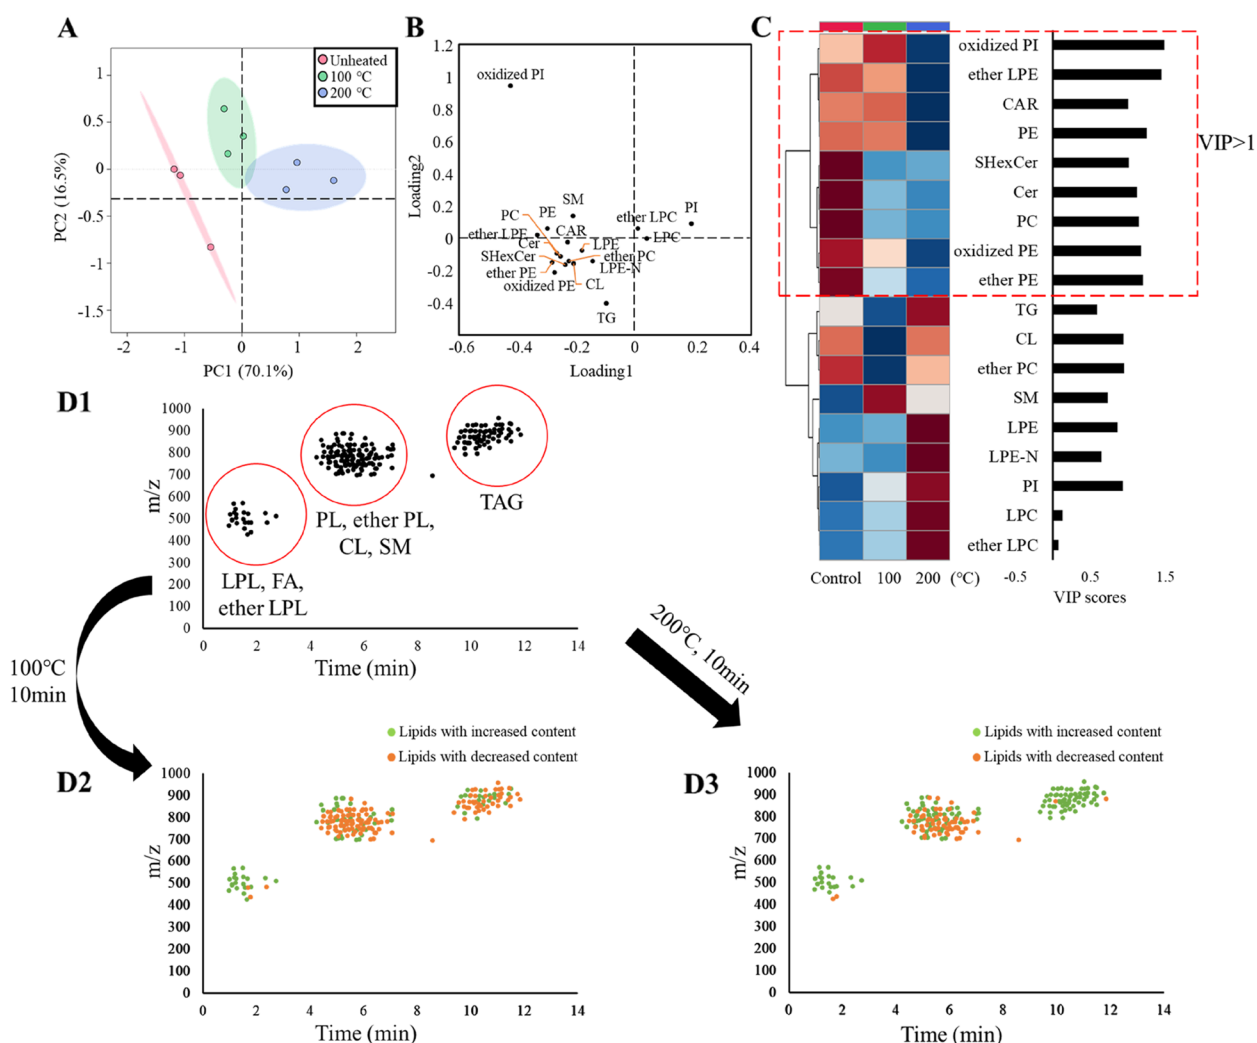 A
Unheated
100 °C
200 °C
1
0.5
0
-0.5
-1
-1.5
PC2 (16.5%)
-2
-1
0
1
2
PC1 (70.1%)
B
1.2
1
0.8
0.6
0.4
0.2
0
-0.2
-0.4
Loading2
oxidized PI
SM
PC
PE
ether LPC
PI
ether LPE
CAR
LPC
Cer
LPE
SHexCer
ether PC
ether PE
LPE-N
oxidized PE
CL
TG
-0.6
-0.4
-0.2
0
0.2
0.4
Loading1
C
oxidized PI
ether LPE
CAR
PE
SHexCer
Cer
PC
oxidized PE
ether PE
TG
CL
ether PC
SM
LPE
LPE-N
PI
LPC
ether LPC
VIP>1
Control
100
200
(°C)
-0.5
0.5
1.5
VIP scores
D1
1000
900
800
700
600
500
400
300
200
100
0
m/z
LPL, FA,
ether LPL
PL, ether PL,
CL, SM
TAG
0
2
4
6
8
10
12
14
Time (min)
100°C
10min
200°C, 10min
D2
Lipids with increased content
Lipids with decreased content
1000
900
800
700
600
500
400
300
200
100
0
m/z
0
2
4
6
8
10
12
14
Time (min)
D3
Lipids with increased content
Lipids with decreased content
1000
900
800
700
600
500
400
300
200
100
0
m/z
0
2
4
6
8
10
12
14
Time (min)